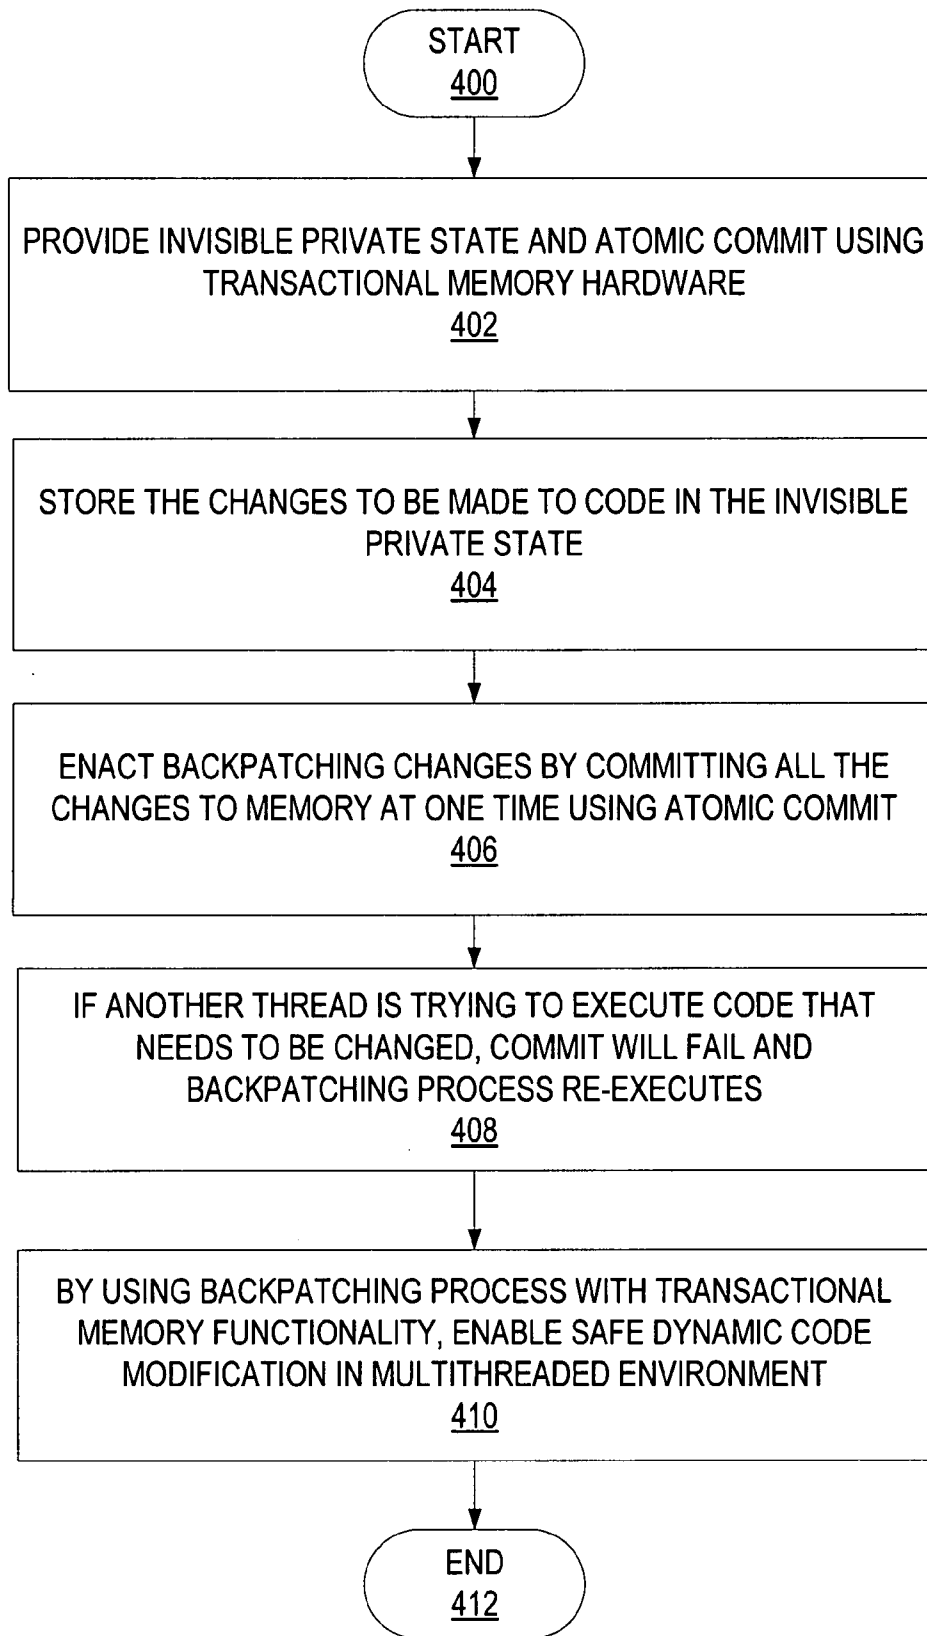 START
400
PROVIDE INVISIBLE PRIVATE STATE AND ATOMIC COMMIT USING
TRANSACTIONAL MEMORY HARDWARE
402
STORE THE CHANGES TO BE MADE TO CODE IN THE INVISIBLE
PRIVATE STATE
404
ENACT BACKPATCHING CHANGES BY COMMITTING ALL THE
CHANGES TO MEMORY AT ONE TIME USING ATOMIC COMMIT
406
IF ANOTHER THREAD IS TRYING TO EXECUTE CODE THAT
NEEDS TO BE CHANGED, COMMIT WILL FAIL AND
BACKPATCHING PROCESS RE-EXECUTES
408
BY USING BACKPATCHING PROCESS WITH TRANSACTIONAL
MEMORY FUNCTIONALITY, ENABLE SAFE DYNAMIC CODE
MODIFICATION IN MULTITHREADED ENVIRONMENT
410
END
412